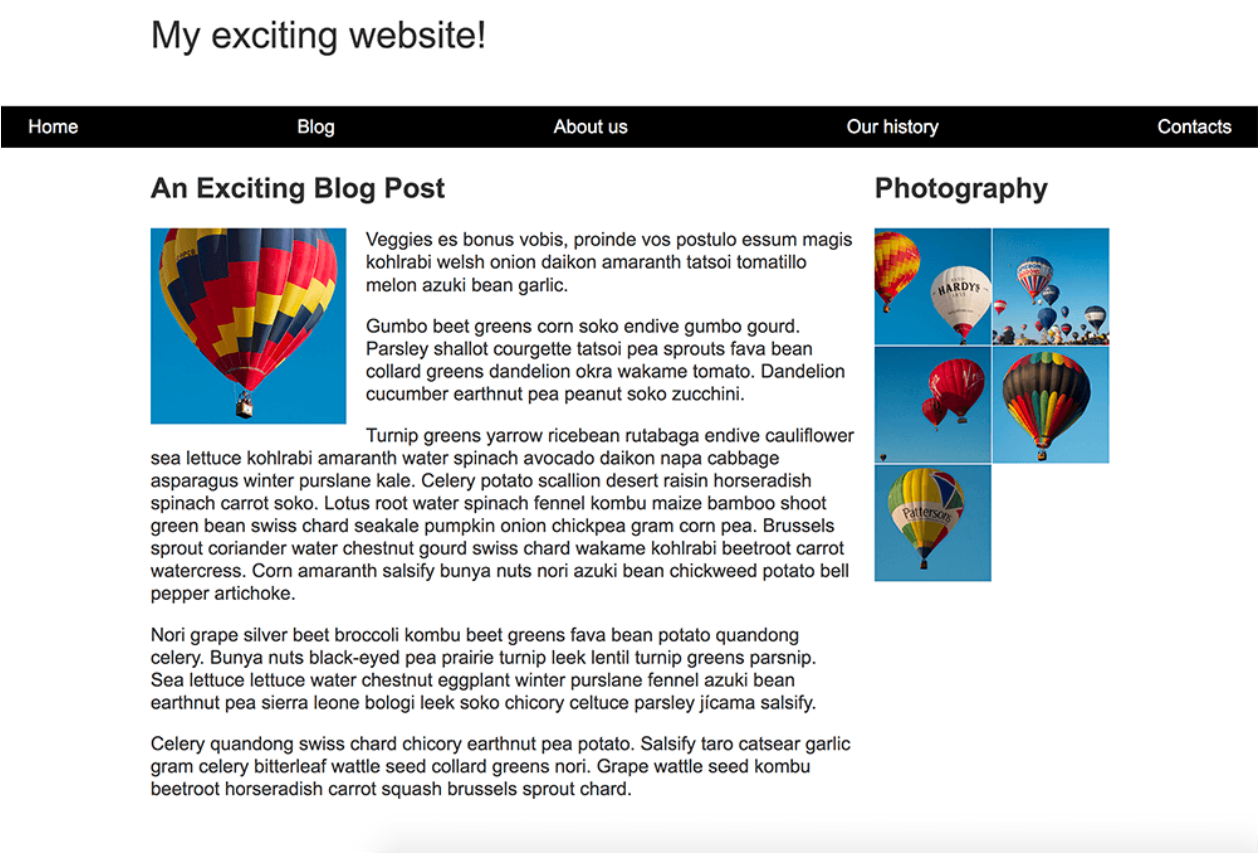 My exciting website!
Home Blog About us Our history Contacts
An Exciting Blog Post
Veggies es bonus vobis, proinde vos postulo essum magis
kohlrabi welsh onion daikon amaranth tatsoi tomatillo
melon azuki bean garlic.
Gumbo beet greens corn soko endive gumbo gourd.
Parsley shallot courgette tatsoi pea sprouts fava bean
collard greens dandelion okra wakame tomato. Dandelion
cucumber earthnut pea peanut soko zucchini.
Turnip greens yarrow ricebean rutabaga endive cauliflower
sea lettuce kohlrabi amaranth water spinach avocado daikon napa cabbage
asparagus winter purslane kale. Celery potato scallion desert raisin horseradish
spinach carrot soko. Lotus root water spinach fennel kombu maize bamboo shoot
green bean swiss chard seakale pumpkin onion chickpea gram corn pea. Brussels
sprout coriander water chestnut gourd swiss chard wakame kohlrabi beetroot carrot
watercress. Corn amaranth salsify bunya nuts nori azuki bean chickweed potato bell
pepper artichoke.
Nori grape silver beet broccoli kombu beet greens fava bean potato quandong
celery. Bunya nuts black-eyed pea prairie turnip leek lentil turnip greens parsnip.
Sea lettuce lettuce water chestnut eggplant winter purslane fennel azuki bean
earthnut pea sierra leone bologi leek soko chicory celtuce parsley jícama salsify.
Celery quandong swiss chard chicory earthnut pea potato. Salsify taro catsear garlic
gram celery bitterleaf wattle seed collard greens nori. Grape wattle seed kombu
beetroot horseradish carrot squash brussels sprout chard.
Photography
HARDYS
Pattersons